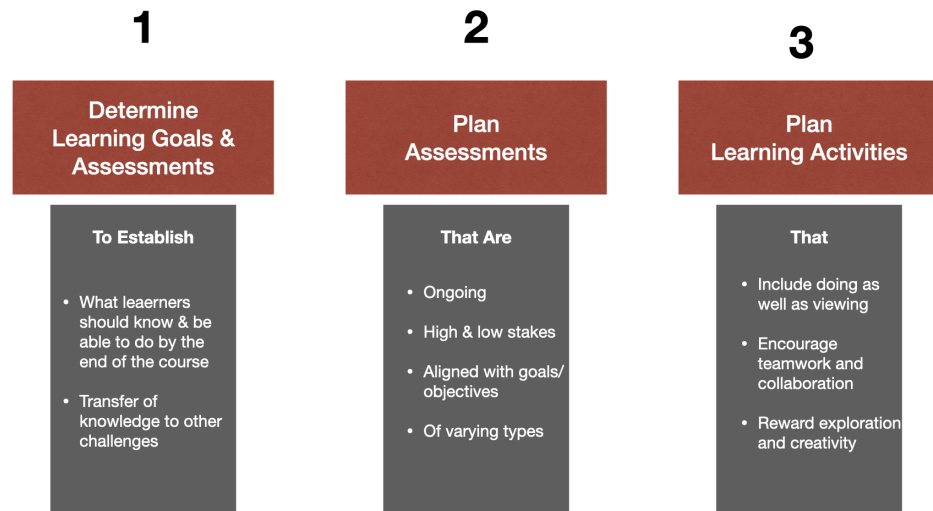 1
Determine
Learning Goals &
Assessments
To Establish
• What leaerners
should know & be
able to do by the
end of the course
• Transfer of
knowledge to other
challenges
2
Plan
Assessments
That Are
• Ongoing
• High & low stakes
• Aligned with goals/
objectives
• Of varying types
3
Plan
Learning Activities
That
• Include doing as
well as viewing
• Encourage
teamwork and
collaboration
• Reward exploration
and creativity